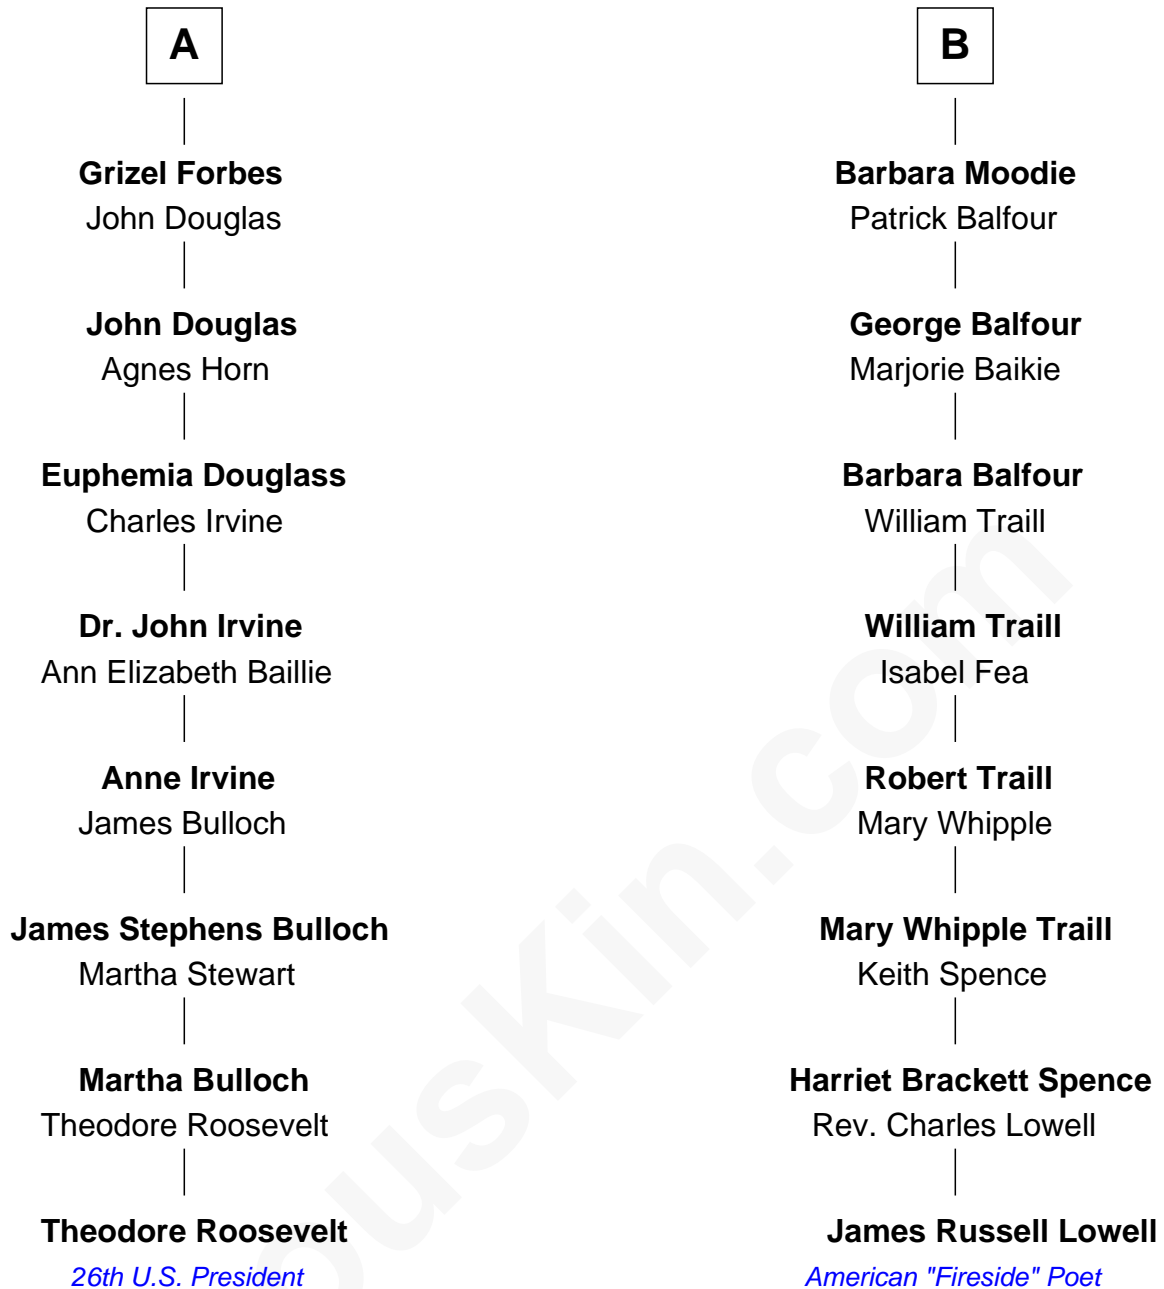 A
Grizel Forbes
John Douglas
John Douglas
Agnes Horn
Euphemia Douglass
Charles Irvine
Dr. John Irvine
Ann Elizabeth Baillie
Anne Irvine
James Bulloch
James Stephens Bulloch
Martha Stewart
Martha Bulloch
Theodore Roosevelt
Theodore Roosevelt
26th U.S. President
B
Barbara Moodie
Patrick Balfour
George Balfour
Marjorie Baikie
Barbara Balfour
William Traill
William Traill
Isabel Fea
Robert Traill
Mary Whipple
Mary Whipple Traill
Keith Spence
Harriet Brackett Spence
Rev. Charles Lowell
James Russell Lowell
American "Fireside" Poet
ousKin.com